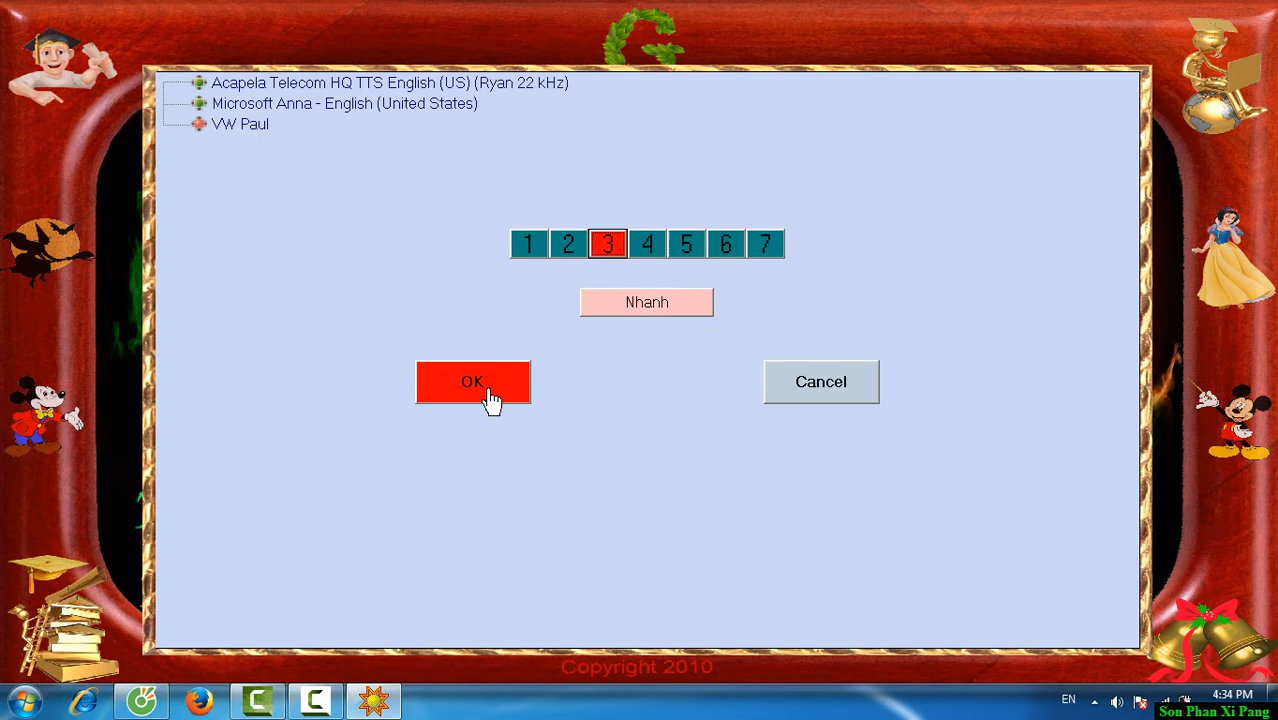 Acapela Telecom HQ TTS English (US) (Ryan 22 kHz)
Microsoft Anna - English (United States)
VW Paul
1 2 3 4 5 6 7
Nhanh
OK Cancel
Copyright 2010
EN 4:34 PM
Son Phan Xi Pang